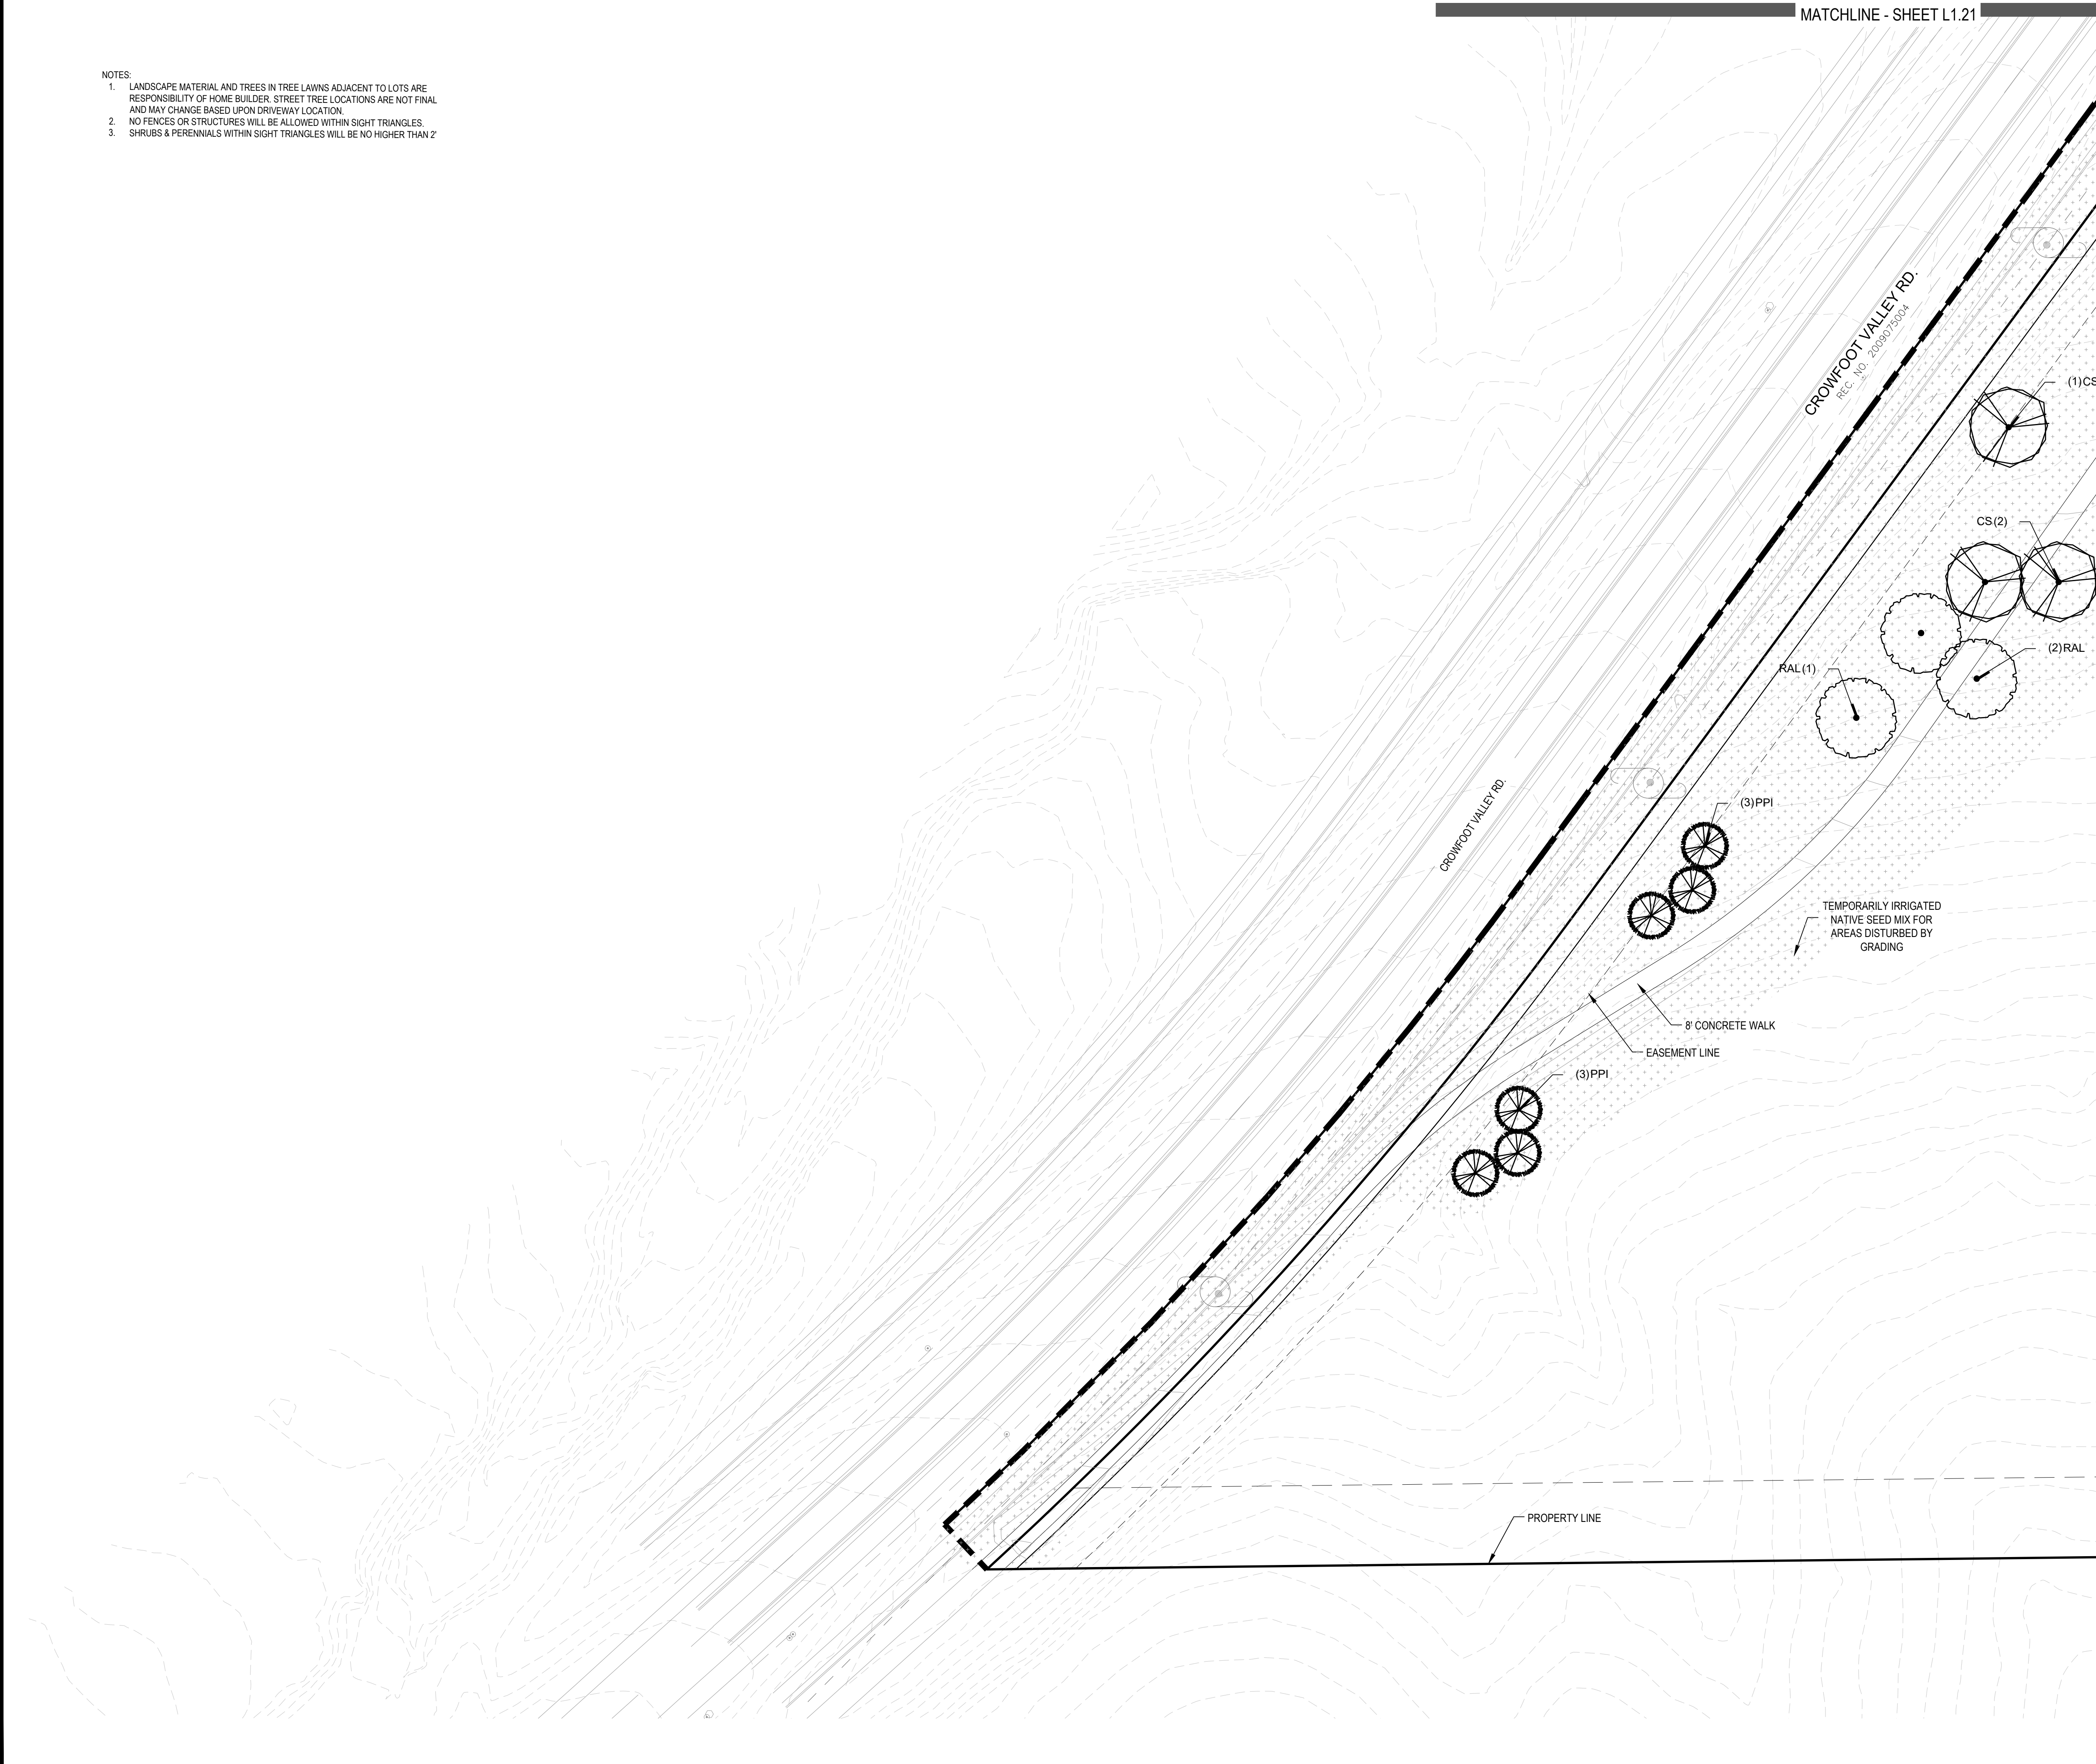 MATCHLINE - SHEET L1.21
NOTES:
1. LANDSCAPE MATERIAL AND TREES IN TREE LAWNS ADJACENT TO LOTS ARE
RESPONSIBILITY OF HOME BUILDER. STREET TREE LOCATIONS ARE NOT FINAL
AND MAY CHANGE BASED UPON DRIVEWAY LOCATION.
2. NO FENCES OR STRUCTURES WILL BE ALLOWED WITHIN SIGHT TRIANGLES.
3. SHRUBS & PERENNIALS WITHIN SIGHT TRIANGLES WILL BE NO HIGHER THAN 2'
CROWFOOT VALLEY RD.
REC. NO. 2009075004
(1)CS
CS(2)
(2)RAL
RAL(1)
(3)PPI
CROWFOOT VALLEY RD.
TEMPORARILY IRRIGATED
NATIVE SEED MIX FOR
AREAS DISTURBED BY
GRADING
8' CONCRETE WALK
EASEMENT LINE
(3)PPI
PROPERTY LINE